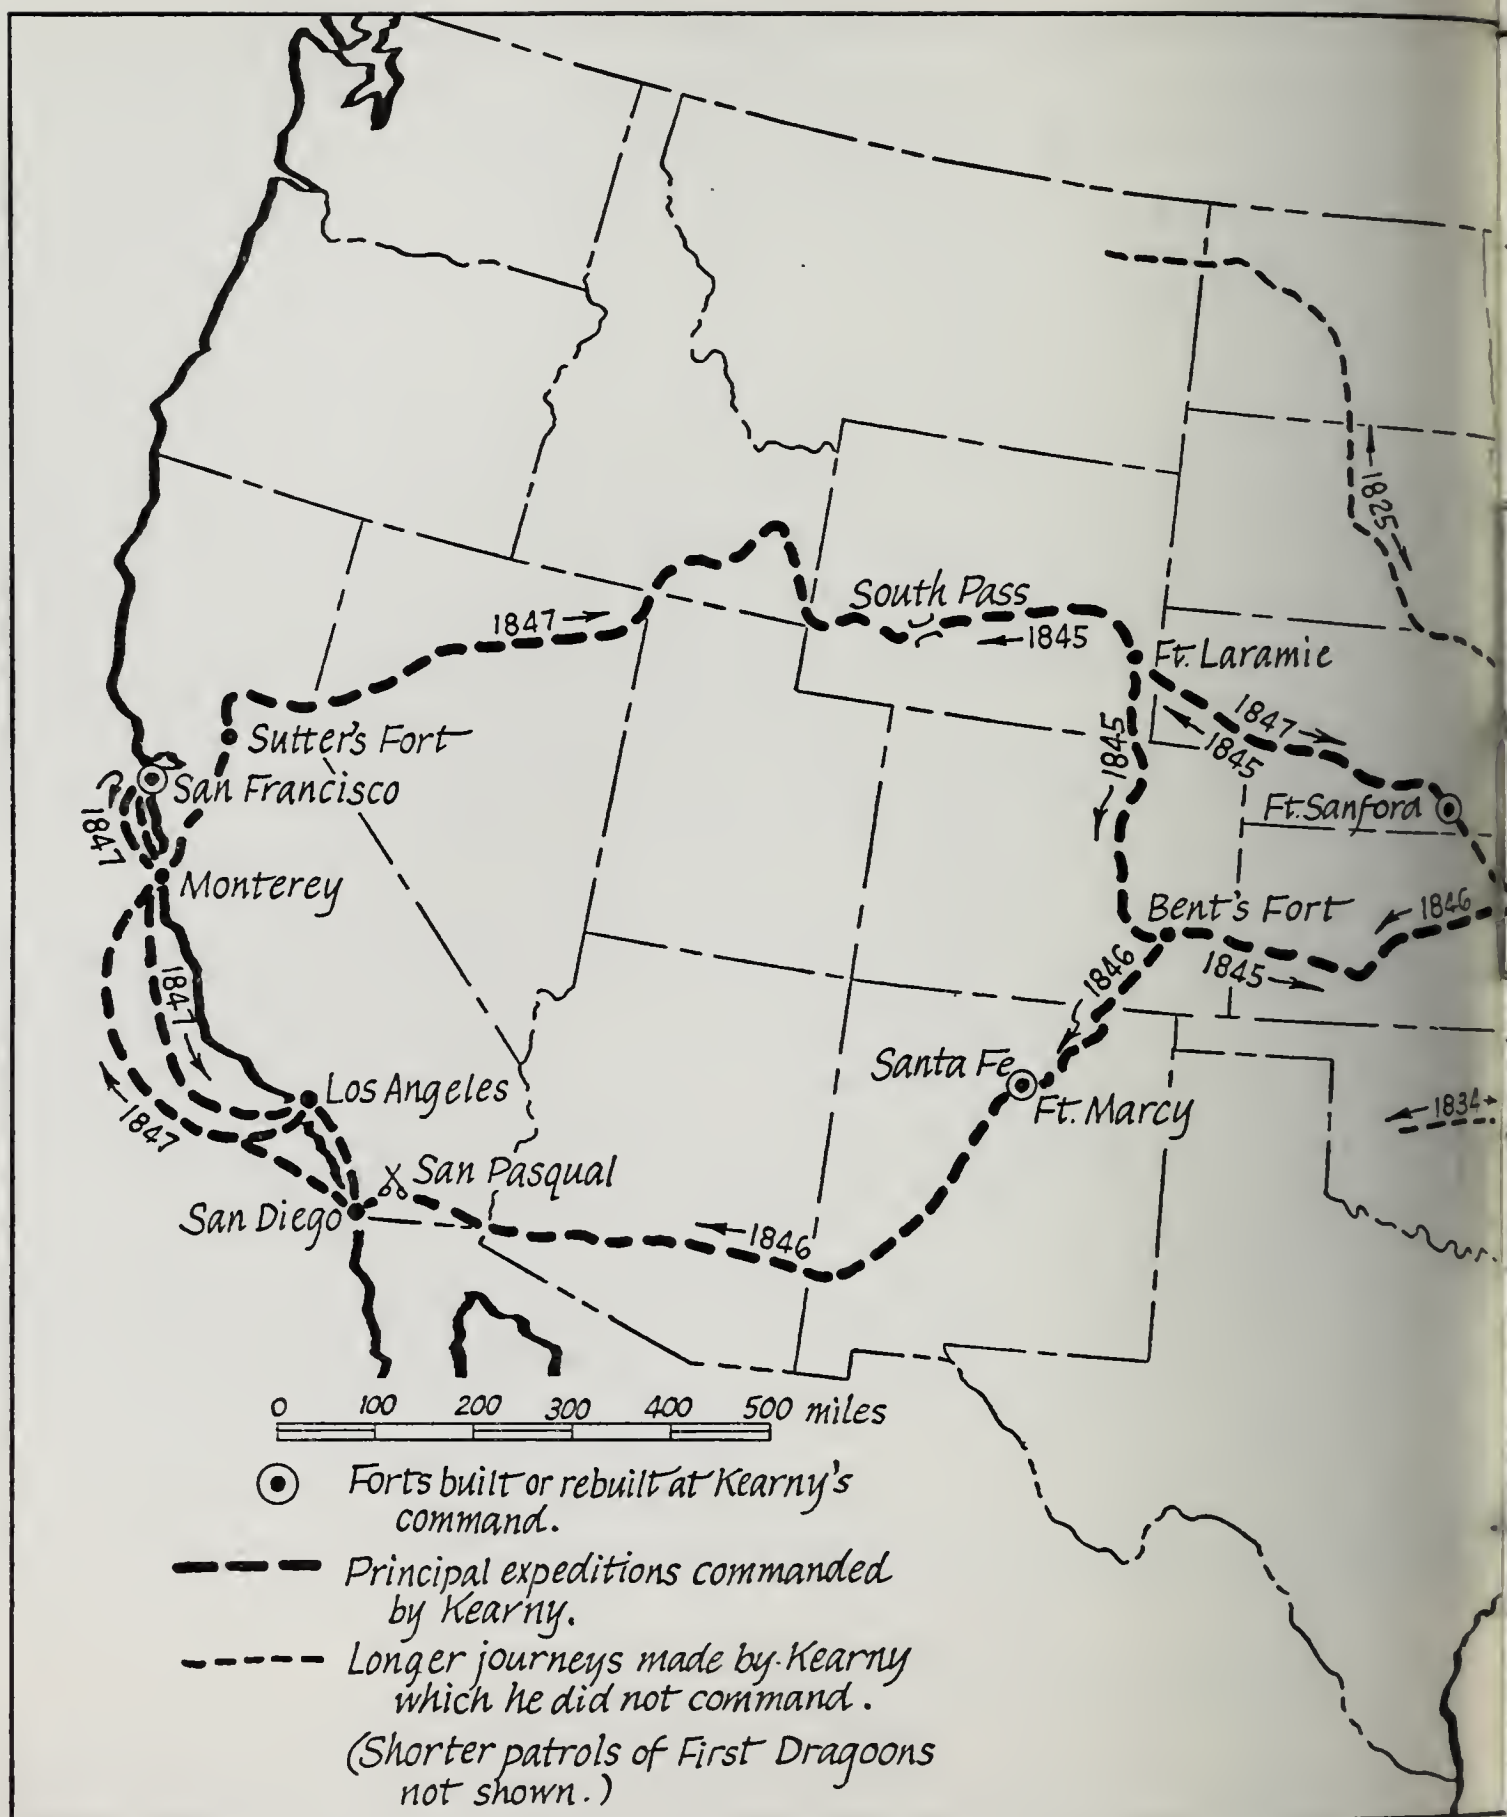 1825
South Pass
1847
1845
Ft. Laramie
1847
1845
1845
Sutter's Fort
San Francisco
Ft. Sanford
1847
Monterey
Bent's Fort
1846
1845
1846
1847
Santa Fe
Ft. Marcy
Los Angeles
1834
1847
San Pasqual
San Diego
1846
0 100 200 300 400 500 miles
Forts built or rebuilt at Kearny's
command.
Principal expeditions commanded
by Kearny.
Longer journeys made by Kearny
which he did not command.
(Shorter patrols of First Dragoons
not shown.)